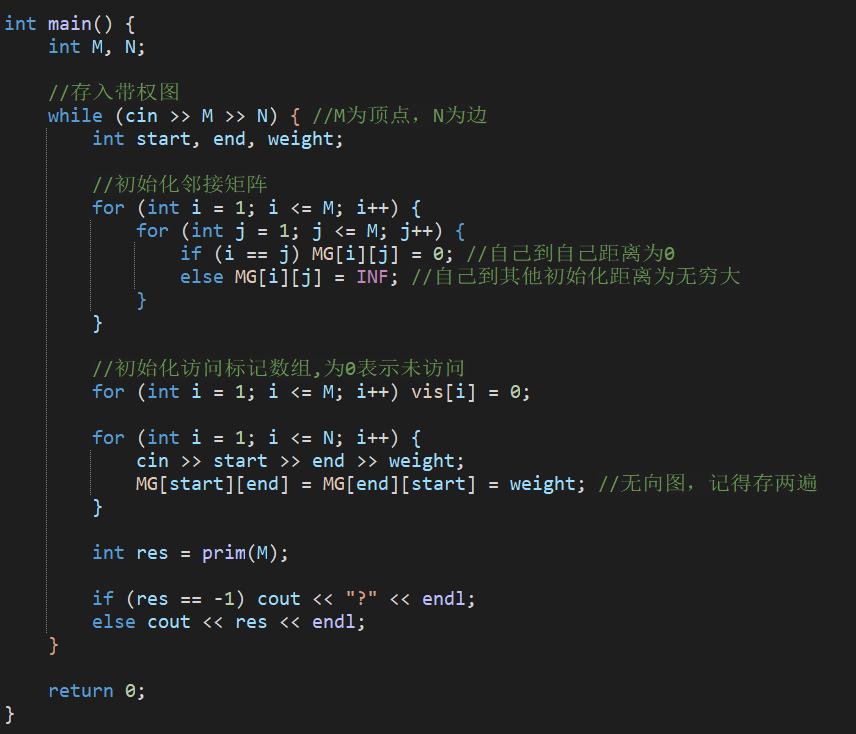 int main() {
int M, N;
//存入带权图
while (cin >> M >> N) { //M为顶点，N为边
int start, end, weight;
//初始化邻接矩阵
for (int i = 1; i <= M; i++) {
for (int j = 1; j <= M; j++) {
if (i == j) MG[i][j] = 0; //自己到自己距离为0
else MG[i][j] = INF; //自己到其他初始化距离为无穷大
}
}
//初始化访问标记数组,为0表示未访问
for (int i = 1; i <= M; i++) vis[i] = 0;
for (int i = 1; i <= N; i++) {
cin >> start >> end >> weight;
MG[start][end] = MG[end][start] = weight; //无向图，记得存两遍
}
int res = prim(M);
if (res == -1) cout << "?" << endl;
else cout << res << endl;
}
return 0;
}